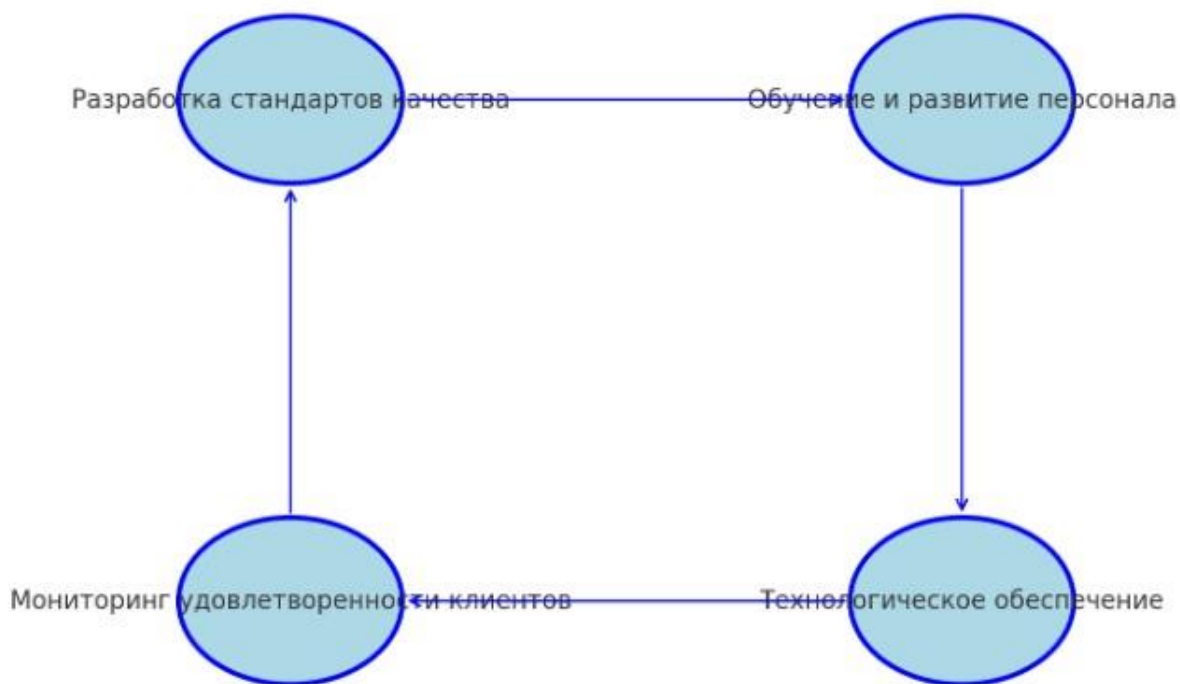 Разработка стандартов качества
Обучение и развитие персонала
Мониторинг удовлетворенности клиентов
Технологическое обеспечение